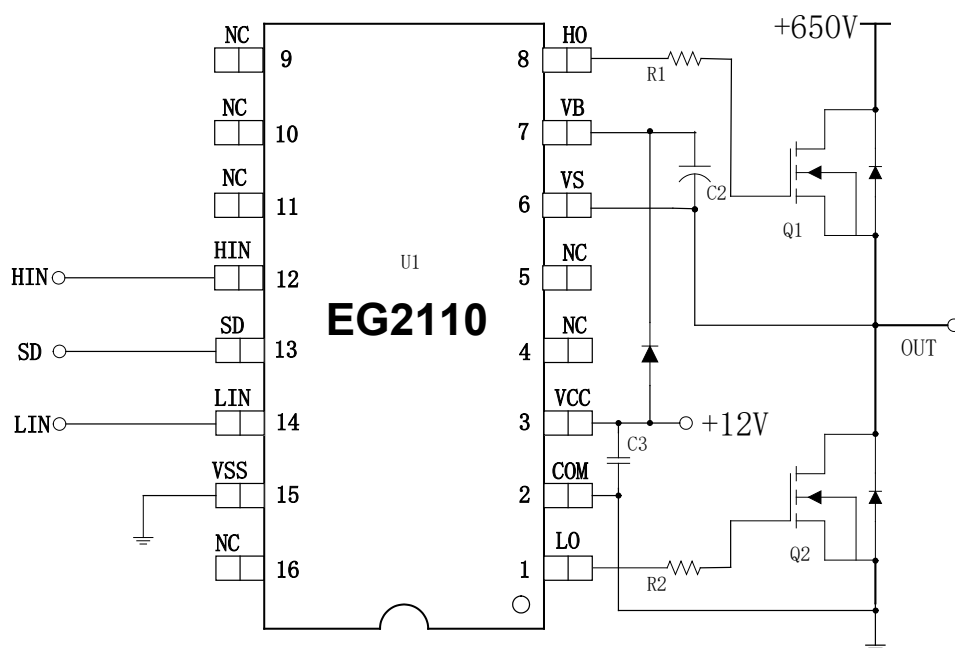 +650V
NC 9 8 HO
R1
NC 10 7 VB
C2
NC 11 6 VS
Q1
U1
HIN HIN 12 5 NC
EG2110
SD SD 13 4 NC
OUT
LIN LIN 14 3 VCC +12V
C3
VSS 15 2 COM
Q2
NC 16 1 LO
R2